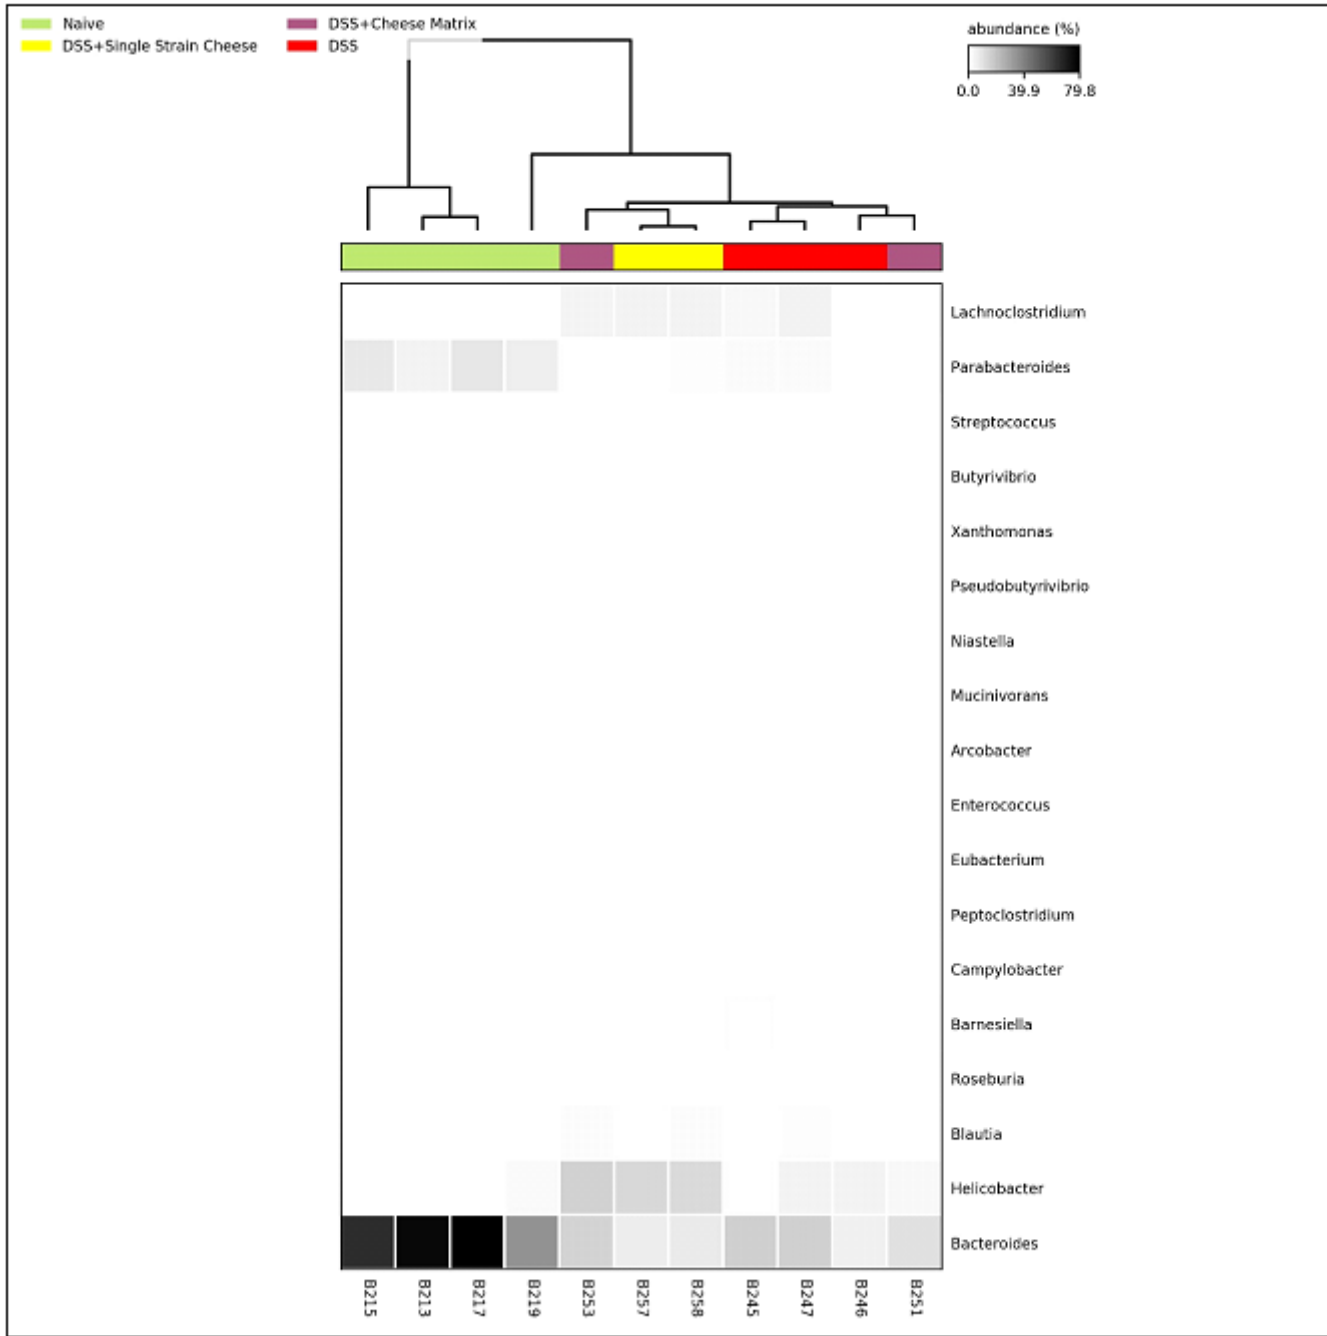 Naive
DSS+Single Strain Cheese
DSS+Cheese Matrix
DSS
abundance (%)
0.0 39.9 79.8
Lachnoclostridium
Parabacteroides
Streptococcus
Butyrivibrio
Xanthomonas
Pseudobutyrivibrio
Niastella
Mucinivorans
Arcobacter
Enterococcus
Eubacterium
Peptoclostridium
Campylobacter
Barnesiella
Roseburia
Blautia
Helicobacter
Bacteroides
B215 B213 B217 B219 B253 B257 B258 B245 B247 B246 B251